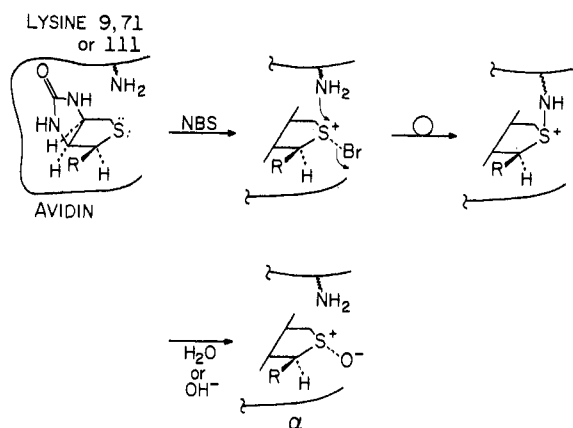 LYSINE 9,71
or 111
O
NH₂
NH
HN
S:
H
H
R
H
AVIDIN
NBS
NH₂
S⁺
Br
R
H
NH
S⁺
R
H
H₂O
or
OH⁻
NH₂
S⁺
O⁻
R
H
α